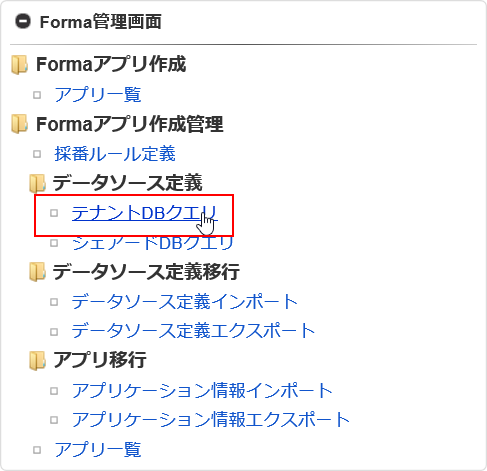 Forma管理画面
Formaアプリ作成
アプリ一覧
Formaアプリ作成管理
採番ルール定義
データソース定義
テナントDBクエリ
シェアードDBクエリ
データソース定義移行
データソース定義インポート
データソース定義エクスポート
アプリ移行
アプリケーション情報インポート
アプリケーション情報エクスポート
アプリ一覧